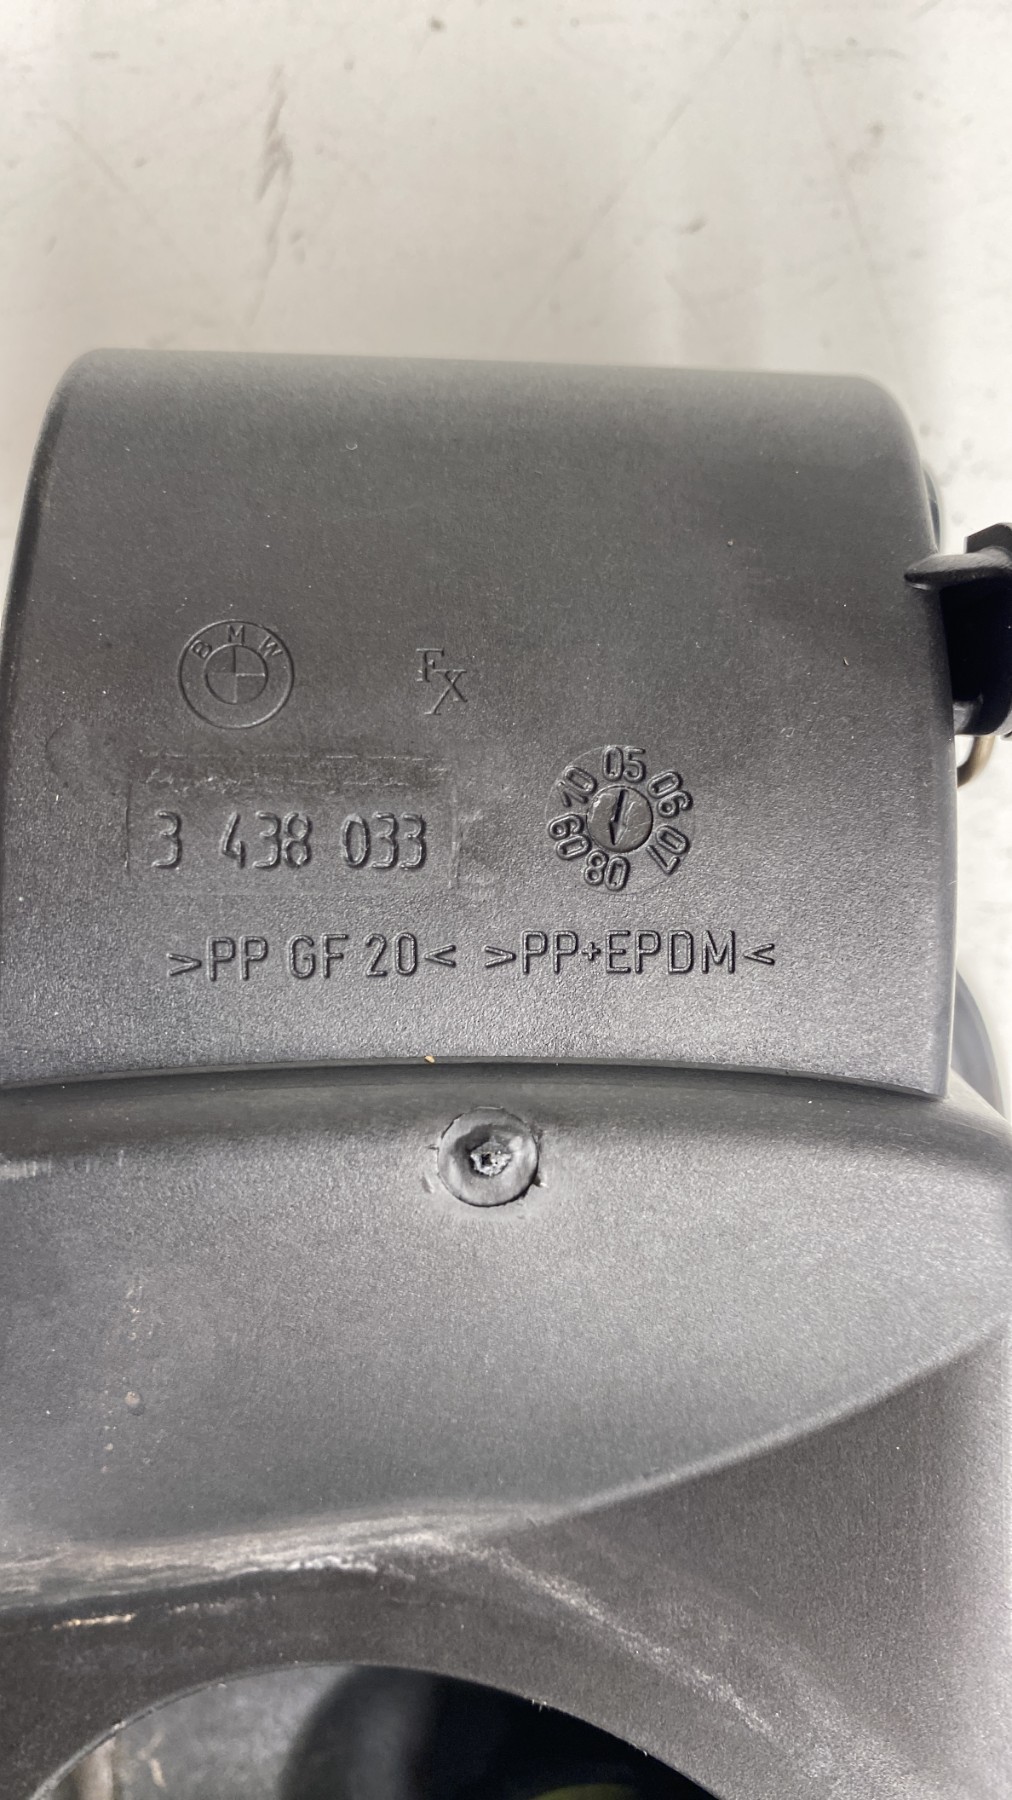 BMW
FX
3 438 033
05 06 07 08 09 10
>PP GF 20< >PP+EPDM<